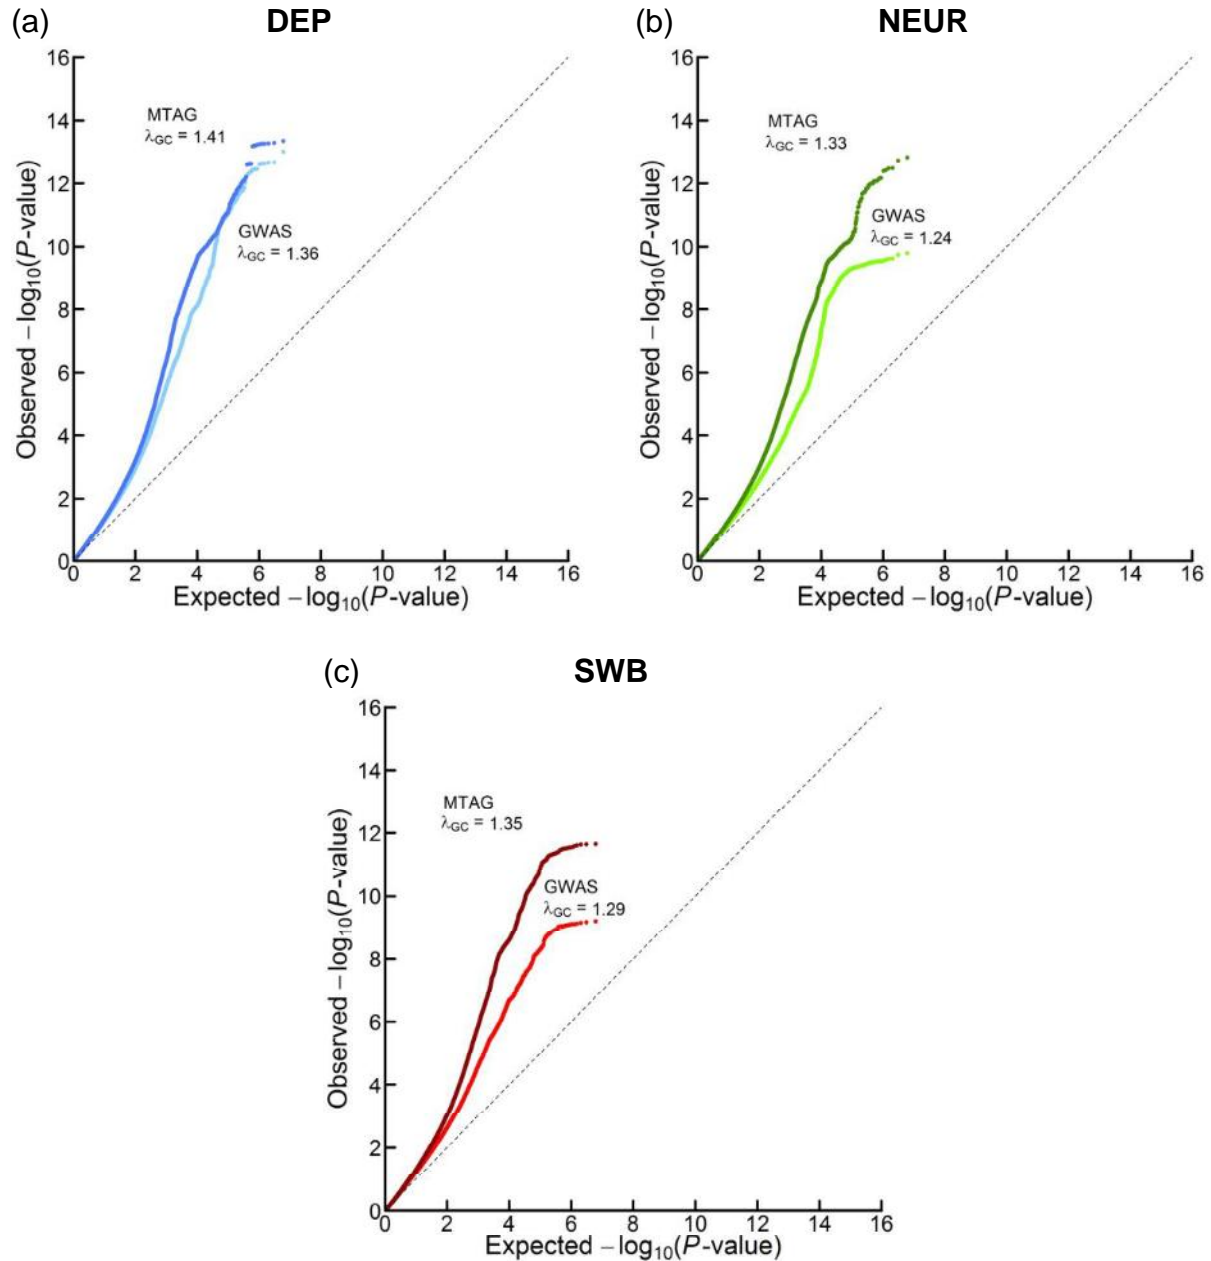 (a) DEP
16
14
12
10
8
6
4
2
0
Observed –log10(P-value)
MTAG
λGC = 1.41
GWAS
λGC = 1.36
0 2 4 6 8 10 12 14 16
Expected –log10(P-value)
(b) NEUR
16
14
12
10
8
6
4
2
0
Observed –log10(P-value)
MTAG
λGC = 1.33
GWAS
λGC = 1.24
0 2 4 6 8 10 12 14 16
Expected –log10(P-value)
(c) SWB
16
14
12
10
8
6
4
2
0
Observed –log10(P-value)
MTAG
λGC = 1.35
GWAS
λGC = 1.29
0 2 4 6 8 10 12 14 16
Expected –log10(P-value)